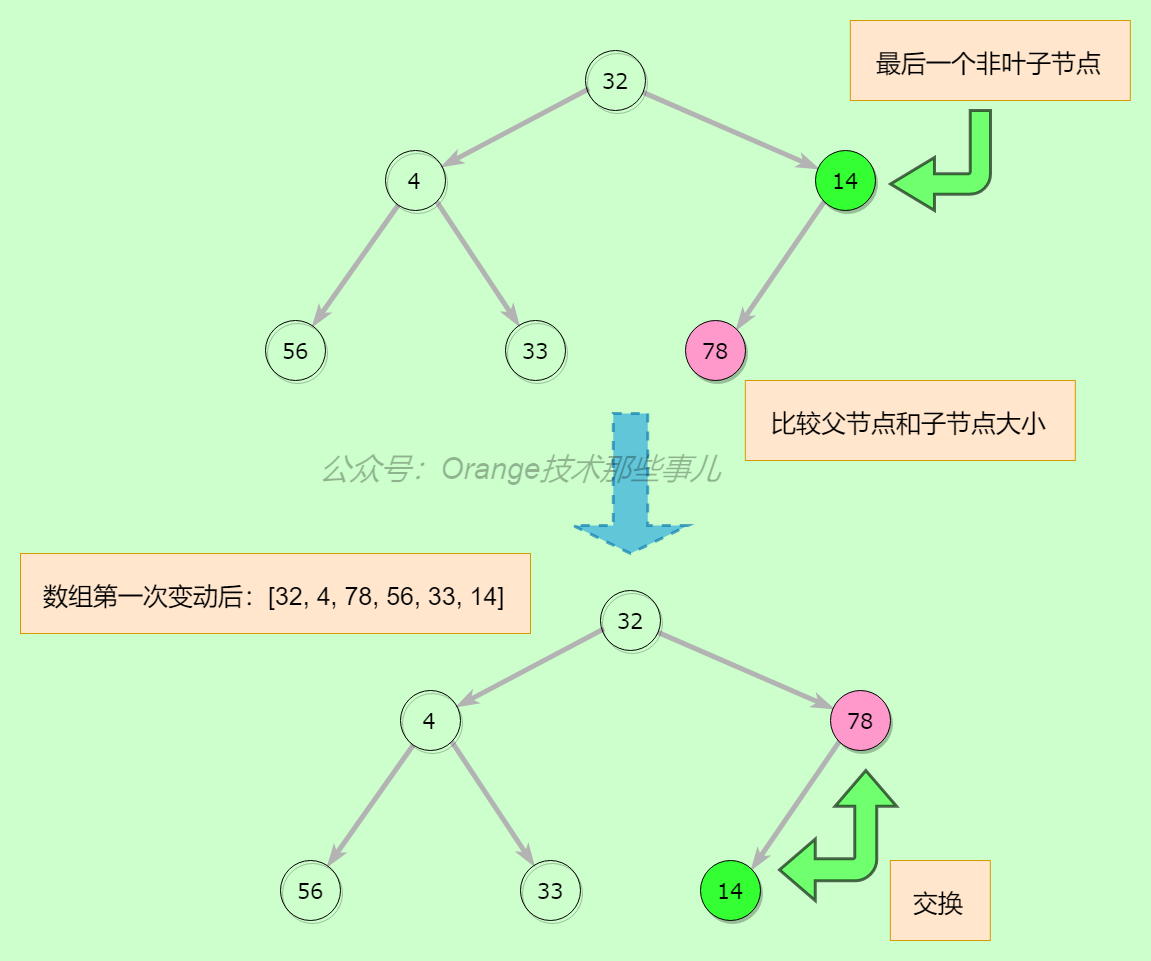 32
最后一个非叶子节点
4
14
56
33
78
比较父节点和子节点大小
公众号：Orange技术那些事儿
数组第一次变动后：[32, 4, 78, 56, 33, 14]
32
4
78
56
33
14
交换